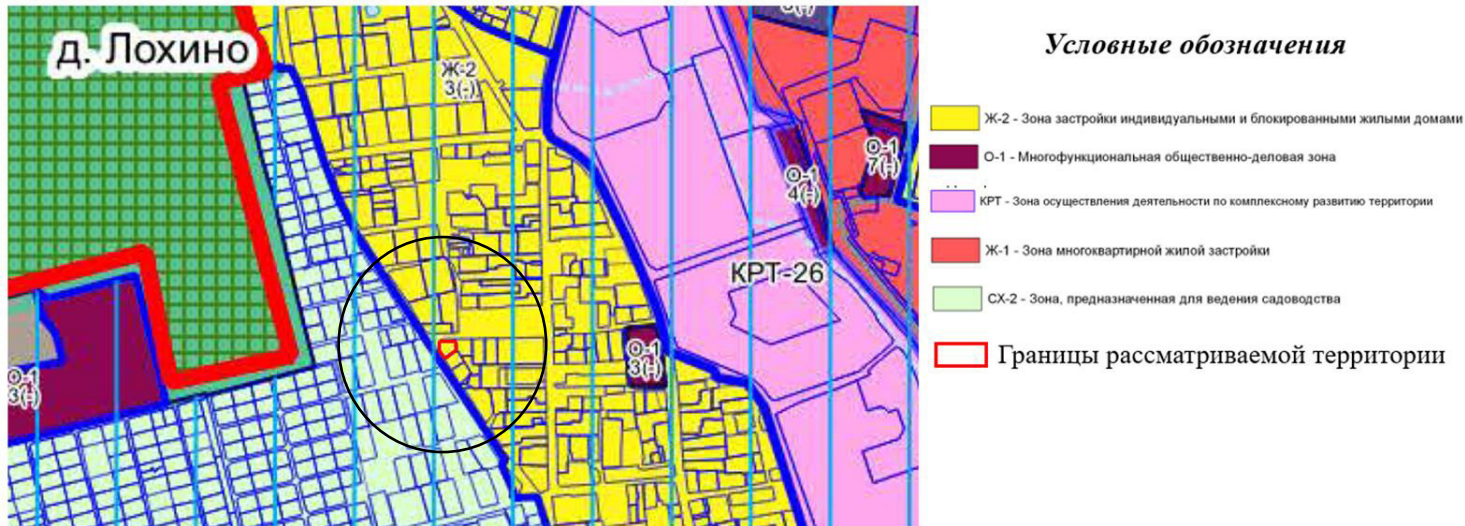 д. Лохино
Ж-2
3(-)
О-1
4(-)
О-1
7(-)
КРТ-26
О-1
3(-)
О-1
3(-)
Условные обозначения
Ж-2 - Зона застройки индивидуальными и блокированными жилыми домами
О-1 - Многофункциональная общественно-деловая зона
КРТ - Зона осуществления деятельности по комплексному развитию территории
Ж-1 - Зона многоквартирной жилой застройки
СХ-2 - Зона, предназначенная для ведения садоводства
Границы рассматриваемой территории